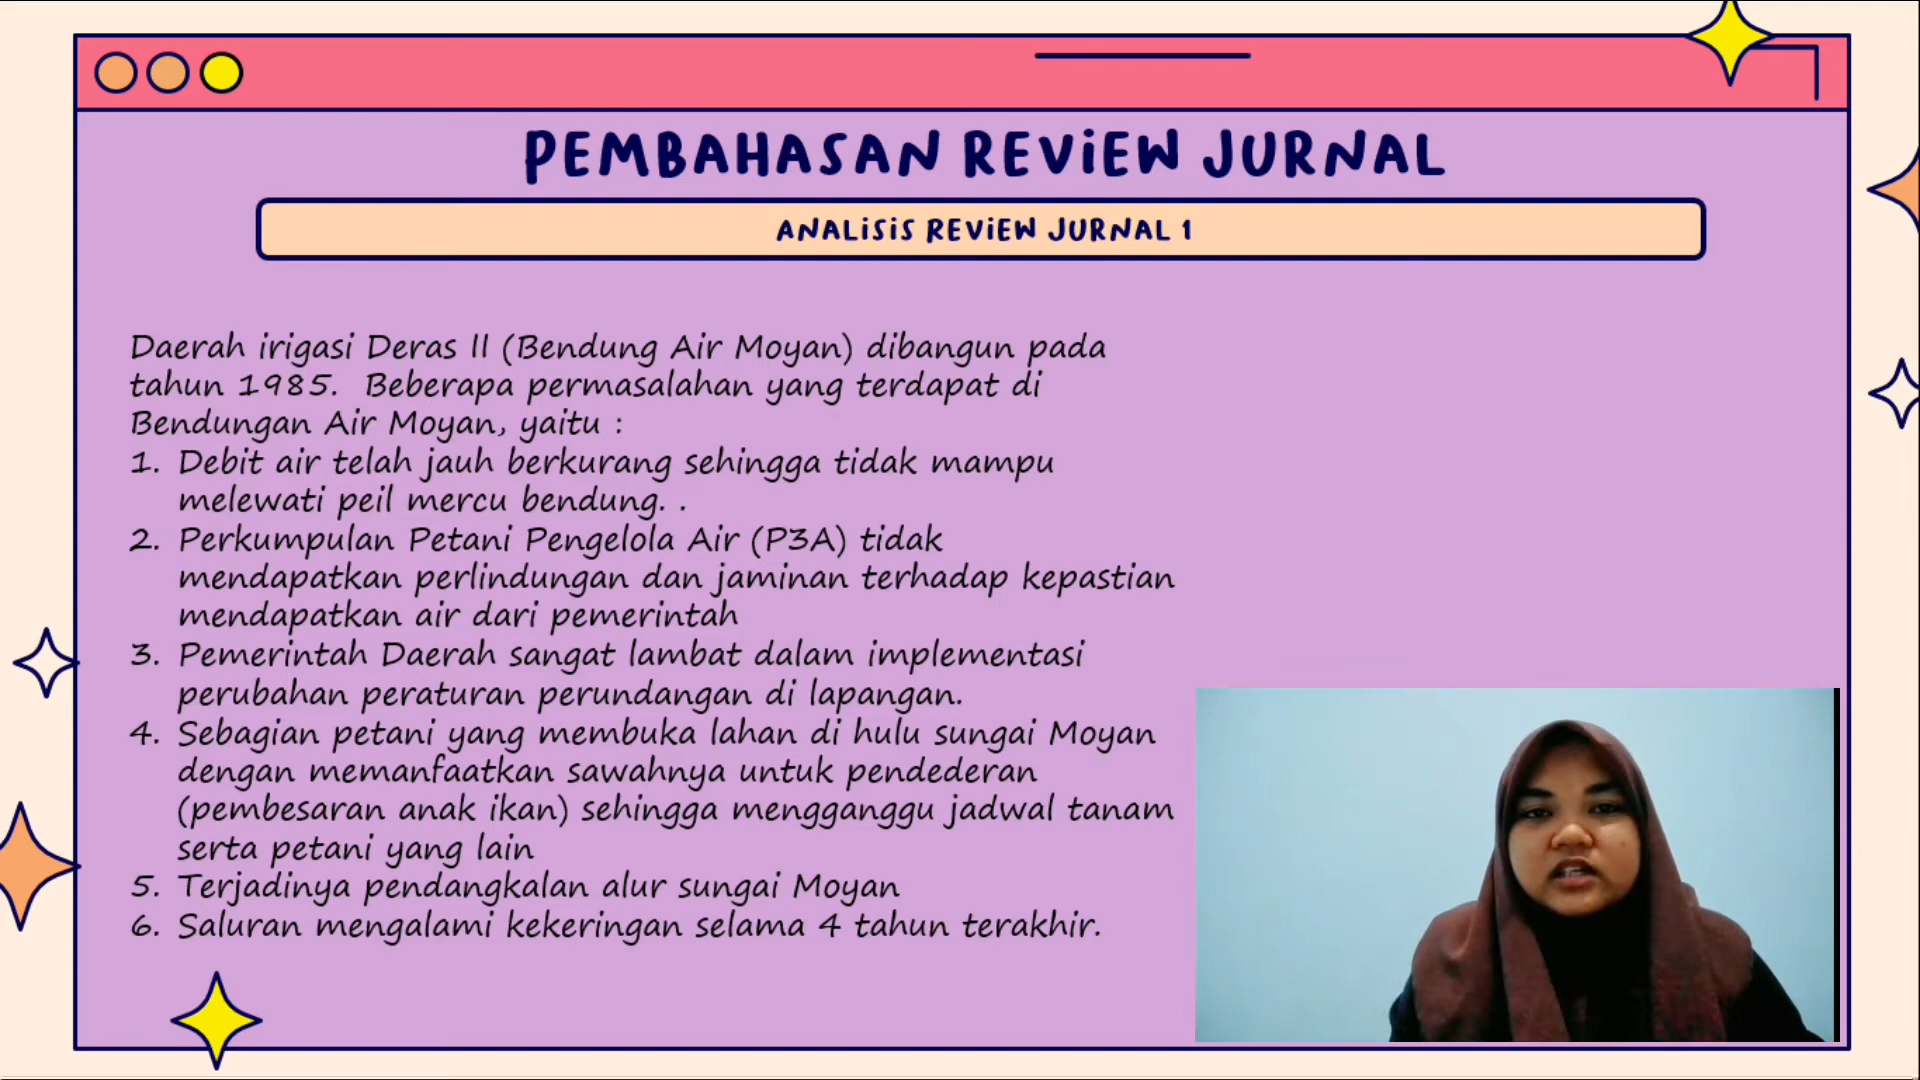 PEMBAHASAN REViEW JURNAL
ANALiSiS REViEW JURNAL 1
Daerah irigasi Deras II (Bendung Air Moyan) dibangun pada
tahun 1985.  Beberapa permasalahan yang terdapat di
Bendungan Air Moyan, yaitu :
1. Debit air telah jauh berkurang sehingga tidak mampu
melewati peil mercu bendung. .
2. Perkumpulan Petani Pengelola Air (P3A) tidak
mendapatkan perlindungan dan jaminan terhadap kepastian
mendapatkan air dari pemerintah
3. Pemerintah Daerah sangat lambat dalam implementasi
perubahan peraturan perundangan di lapangan.
4. Sebagian petani yang membuka lahan di hulu sungai Moyan
dengan memanfaatkan sawahnya untuk pendederan
(pembesaran anak ikan) sehingga mengganggu jadwal tanam
serta petani yang lain
5. Terjadinya pendangkalan alur sungai Moyan
6. Saluran mengalami kekeringan selama 4 tahun terakhir.